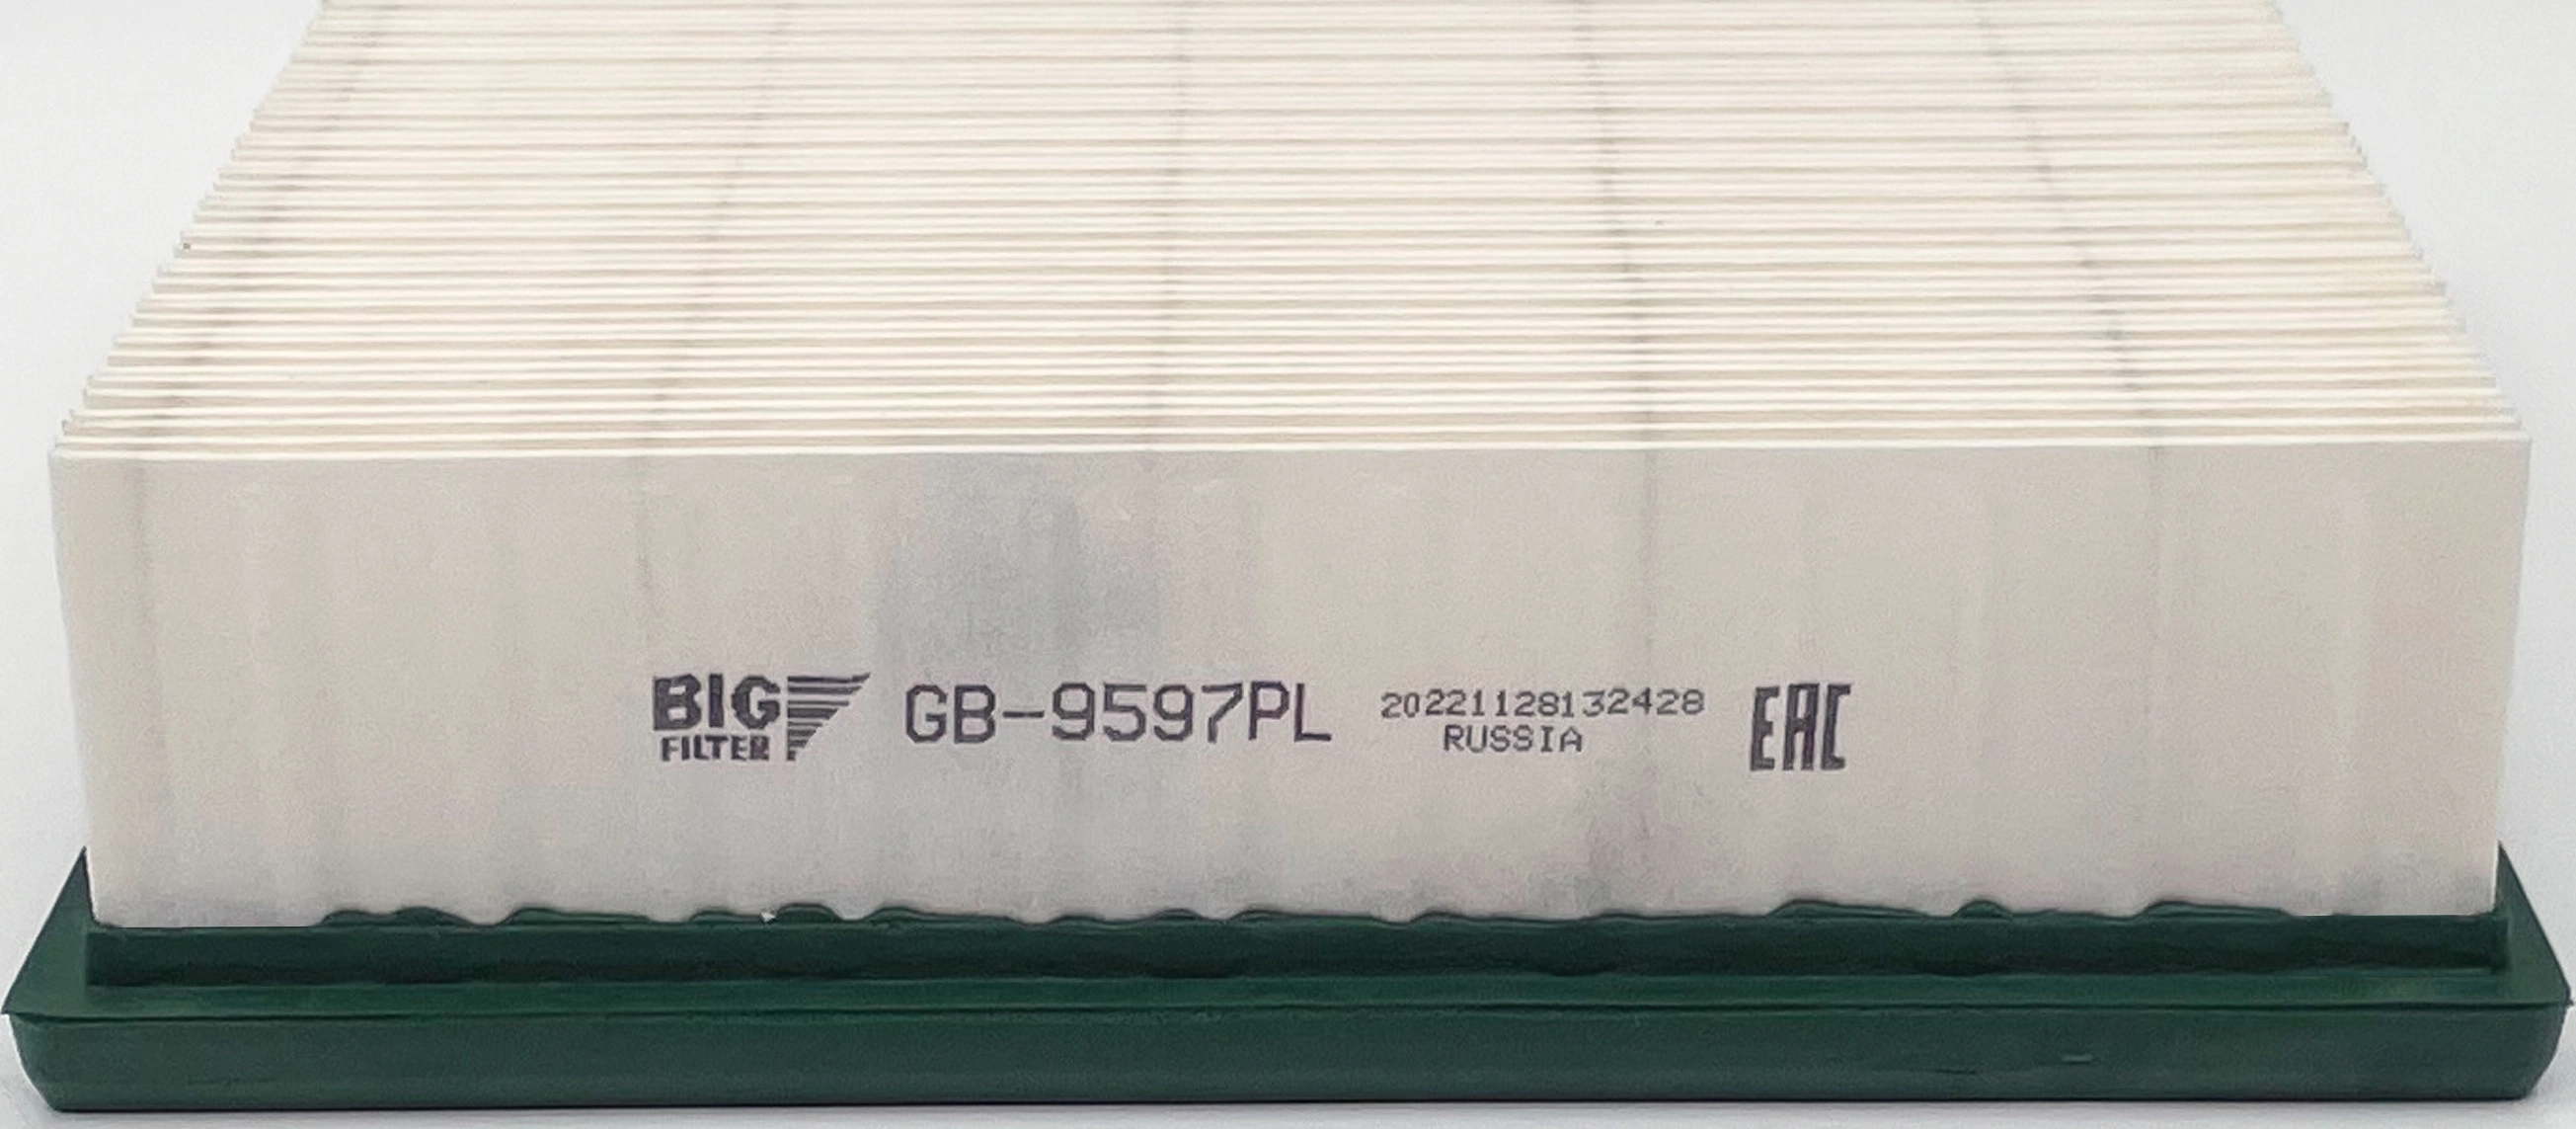 BIG
FILTER
GB-9597PL
20221128132428
RUSSIA
EAC